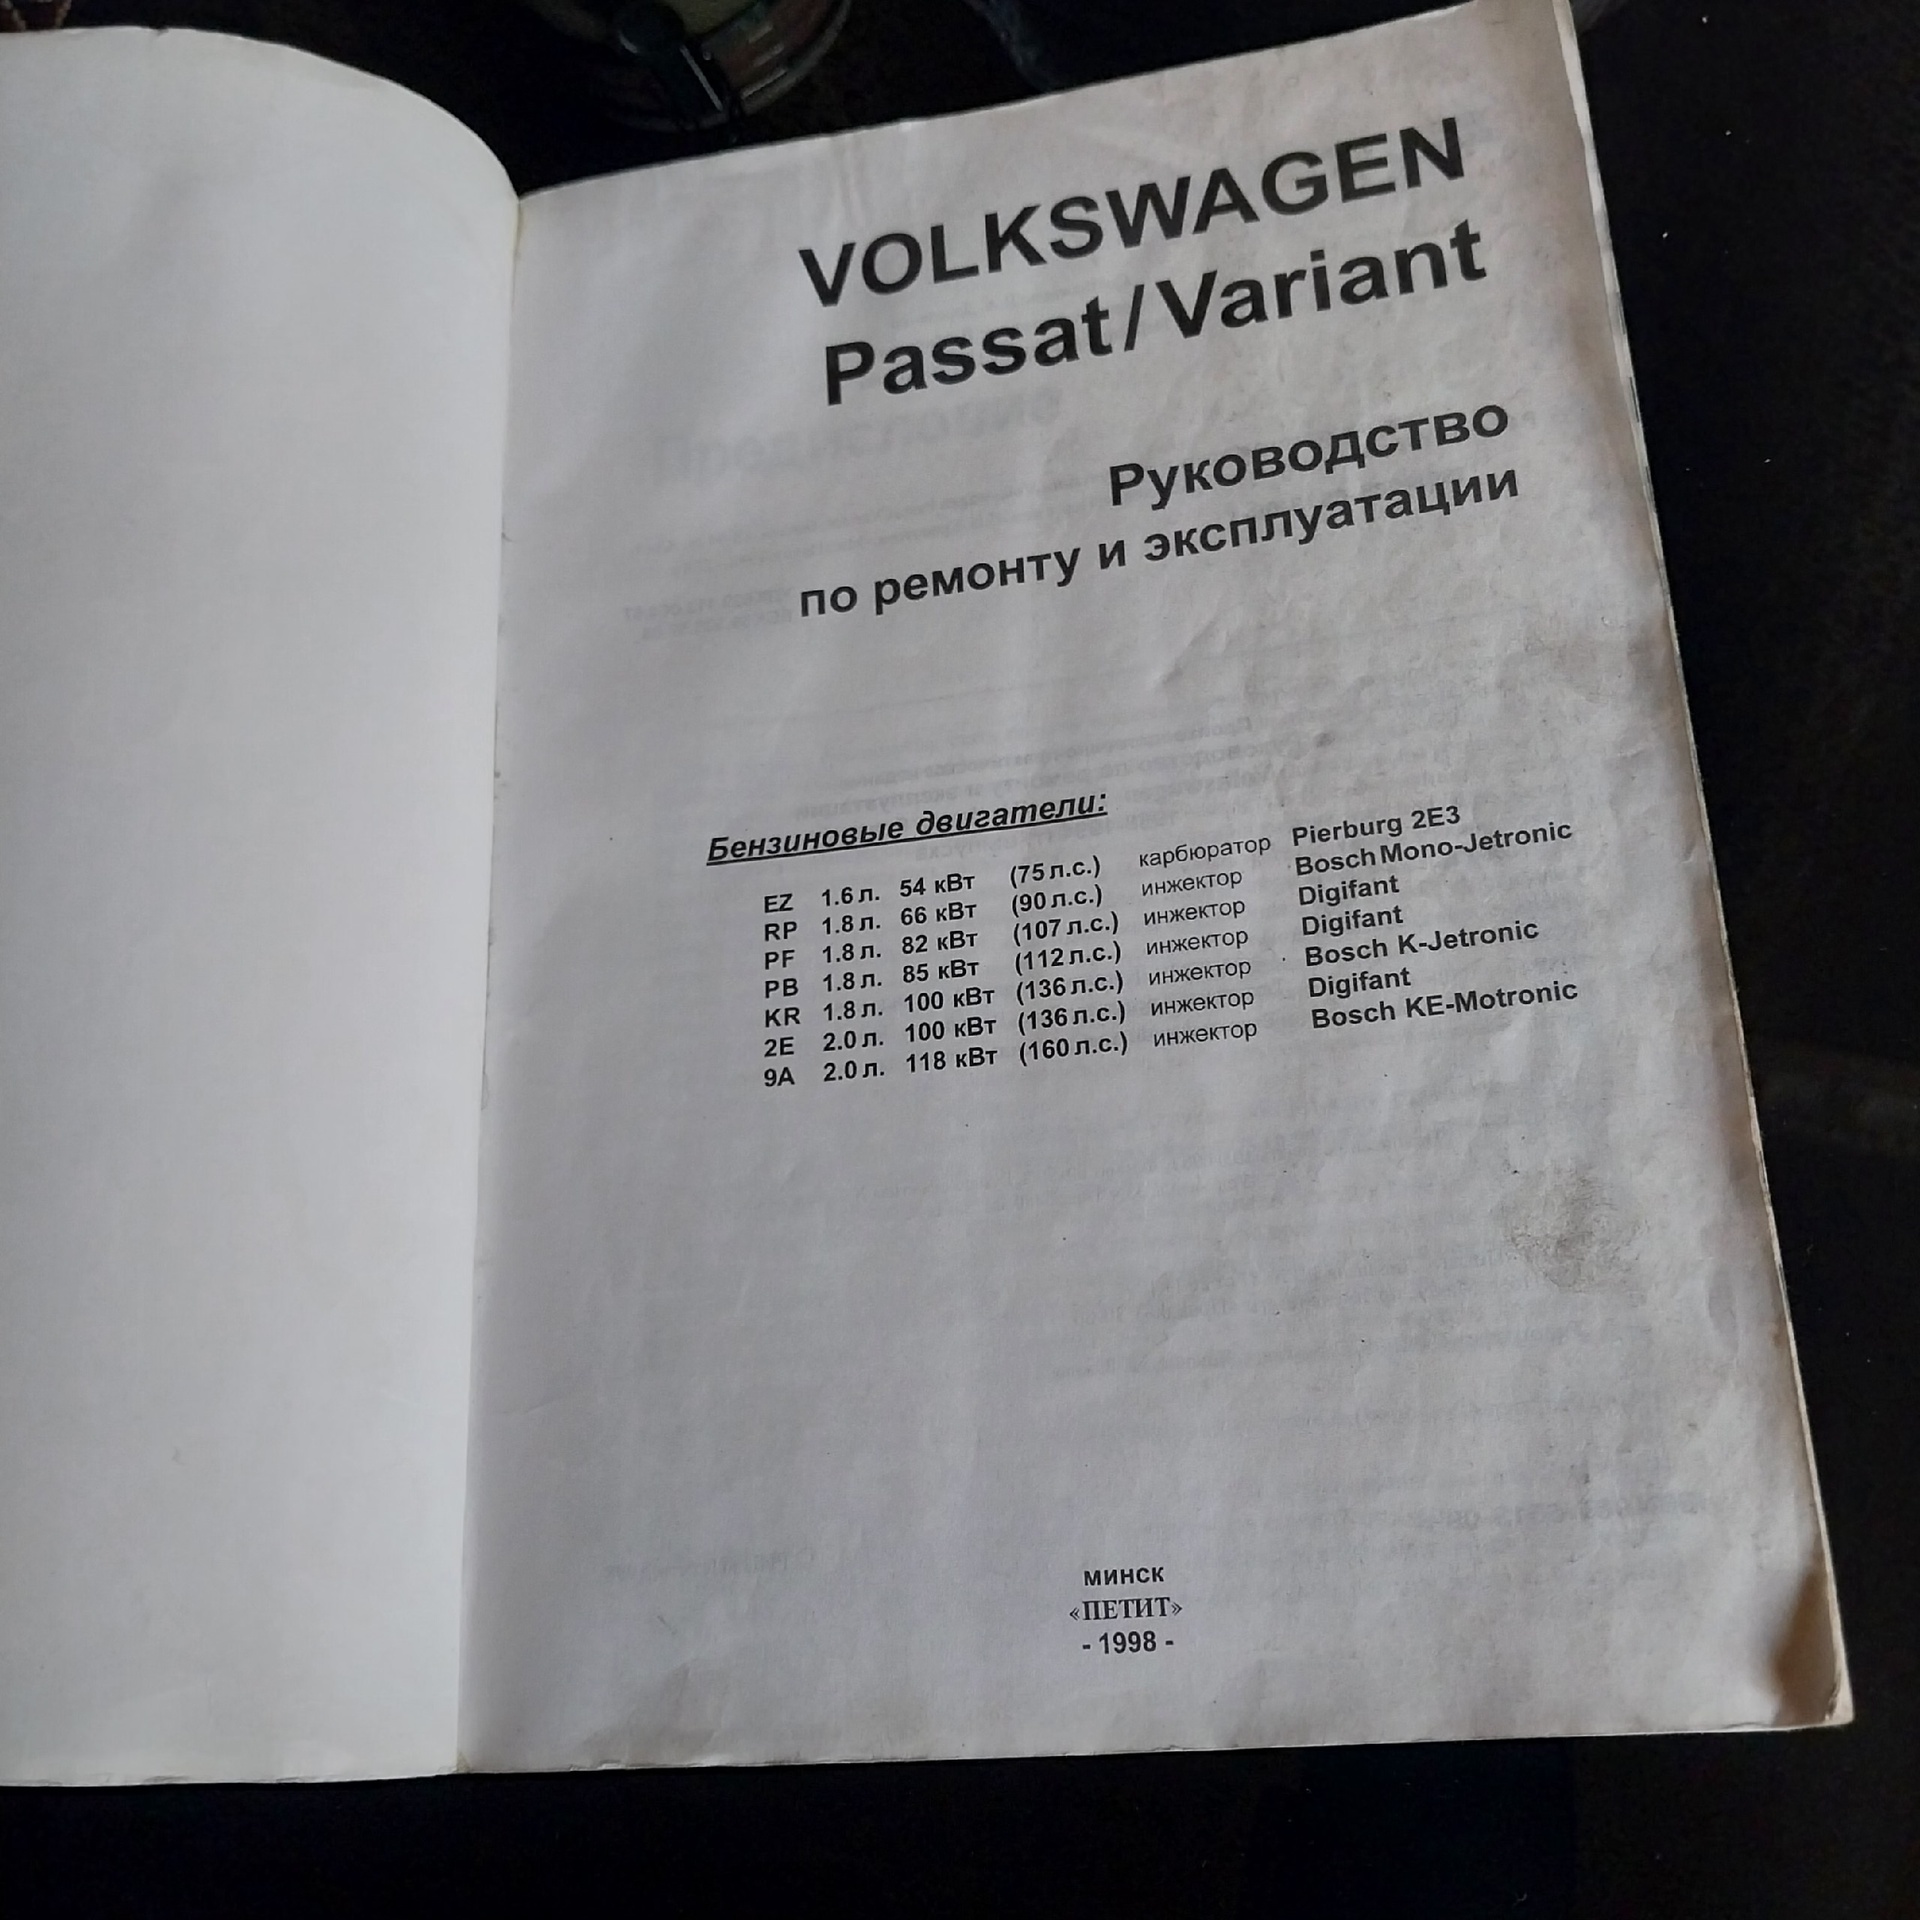 VOLKSWAGEN
Passat/Variant
Руководство
по ремонту и эксплуатации
Бензиновые двигатели:
EZ 1.6 л. 54 кВт (75 л.с.) карбюратор Pierburg 2E3
RP 1.8 л. 66 кВт (90 л.с.) инжектор Bosch Mono-Jetronic
PF 1.8 л. 82 кВт (107 л.с.) инжектор Digifant
PB 1.8 л. 85 кВт (112 л.с.) инжектор Digifant
KR 1.8 л. 100 кВт (136 л.с.) инжектор Bosch K-Jetronic
2E 2.0 л. 100 кВт (136 л.с.) инжектор Digifant
9A 2.0 л. 118 кВт (160 л.с.) инжектор Bosch KE-Motronic
МИНСК
«ПЕТИТ»
- 1998 -